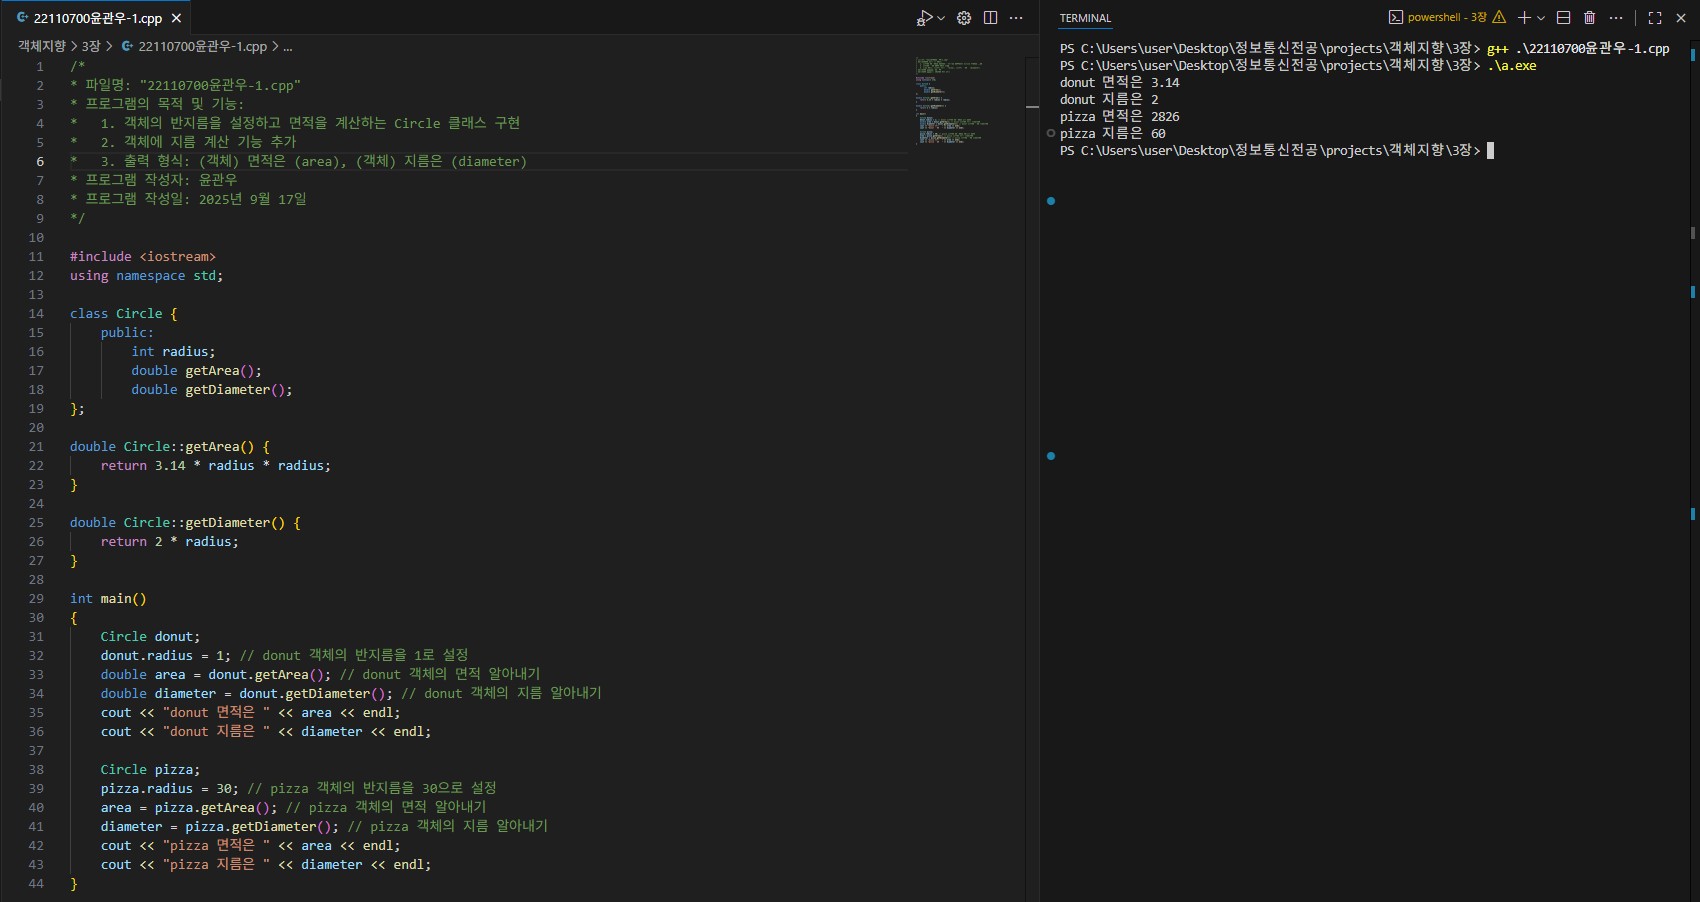 22110700윤관우-1.cpp
객체지향 > 3장 > 22110700윤관우-1.cpp > ...
1 /*
2 * 파일명: "22110700윤관우-1.cpp"
3 * 프로그램의 목적 및 기능:
4 *   1. 객체의 반지름을 설정하고 면적을 계산하는 Circle 클래스 구현
5 *   2. 객체에 지름 계산 기능 추가
6 *   3. 출력 형식: (객체) 면적은 (area), (객체) 지름은 (diameter)
7 * 프로그램 작성자: 윤관우
8 * 프로그램 작성일: 2025년 9월 17일
9 */
10
11 #include <iostream>
12 using namespace std;
13
14 class Circle {
15     public:
16         int radius;
17         double getArea();
18         double getDiameter();
19 };
20
21 double Circle::getArea() {
22     return 3.14 * radius * radius;
23 }
24
25 double Circle::getDiameter() {
26     return 2 * radius;
27 }
28
29 int main()
30 {
31     Circle donut;
32     donut.radius = 1; // donut 객체의 반지름을 1로 설정
33     double area = donut.getArea(); // donut 객체의 면적 알아내기
34     double diameter = donut.getDiameter(); // donut 객체의 지름 알아내기
35     cout << "donut 면적은 " << area << endl;
36     cout << "donut 지름은 " << diameter << endl;
37
38     Circle pizza;
39     pizza.radius = 30; // pizza 객체의 반지름을 30으로 설정
40     area = pizza.getArea(); // pizza 객체의 면적 알아내기
41     diameter = pizza.getDiameter(); // pizza 객체의 지름 알아내기
42     cout << "pizza 면적은 " << area << endl;
43     cout << "pizza 지름은 " << diameter << endl;
44 }
TERMINAL
powershell - 3장
PS C:\Users\user\Desktop\정보통신전공\projects\객체지향\3장> g++ .\22110700윤관우-1.cpp
PS C:\Users\user\Desktop\정보통신전공\projects\객체지향\3장> .\a.exe
donut 면적은 3.14
donut 지름은 2
pizza 면적은 2826
pizza 지름은 60
PS C:\Users\user\Desktop\정보통신전공\projects\객체지향\3장>